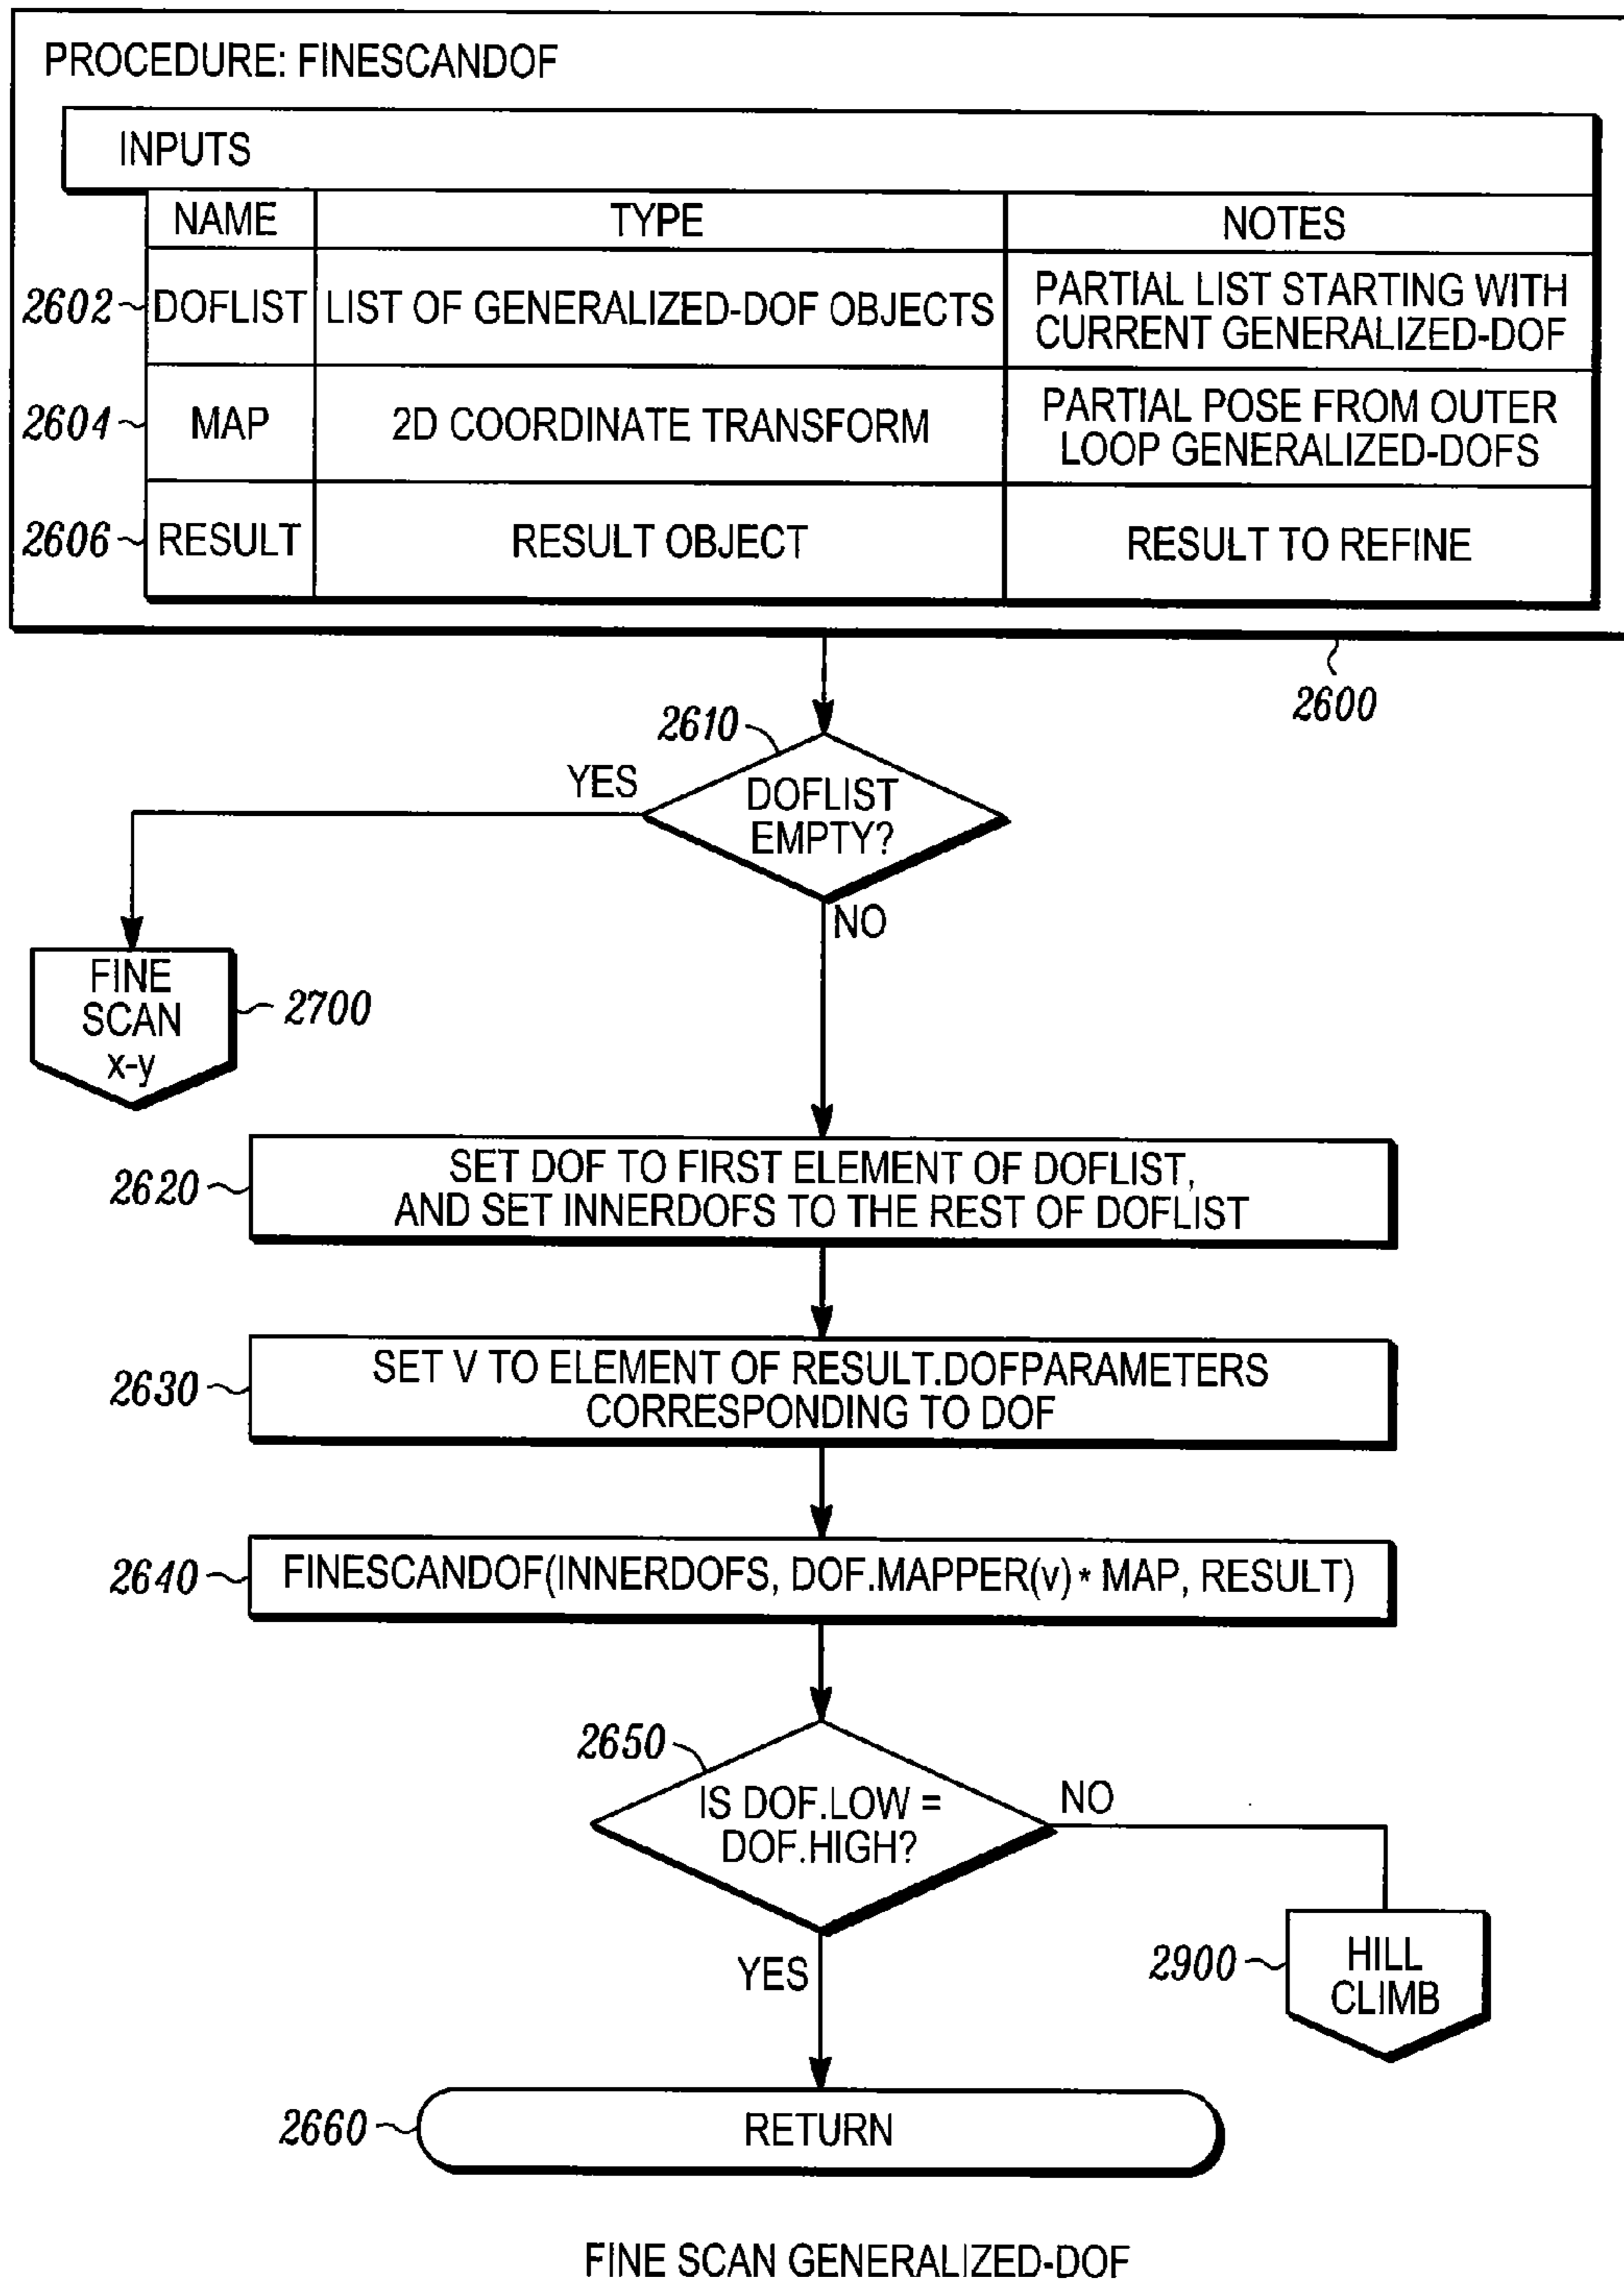 PROCEDURE: FINESCANDOF
INPUTS
NAME TYPE NOTES
2602 DOFLIST LIST OF GENERALIZED-DOF OBJECTS PARTIAL LIST STARTING WITH
CURRENT GENERALIZED-DOF
2604 MAP 2D COORDINATE TRANSFORM PARTIAL POSE FROM OUTER
LOOP GENERALIZED-DOFS
2606 RESULT RESULT OBJECT RESULT TO REFINE
2600
2610
YES
DOFLIST
EMPTY?
NO
FINE
SCAN
x-y
2700
2620
SET DOF TO FIRST ELEMENT OF DOFLIST,
AND SET INNERDOFS TO THE REST OF DOFLIST
2630
SET V TO ELEMENT OF RESULT.DOFPARAMETERS
CORRESPONDING TO DOF
2640
FINESCANDOF(INNERDOFS, DOF.MAPPER(v) * MAP, RESULT)
2650
IS DOF.LOW =
DOF.HIGH?
NO
YES
2900
HILL
CLIMB
2660
RETURN
FINE SCAN GENERALIZED-DOF